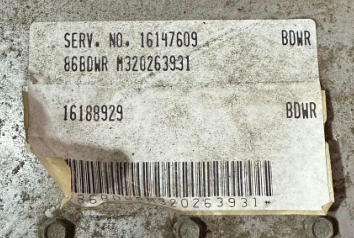 SERV. NO. 16147609 BDWR
86BDWR M320263931
16188929 BDWR